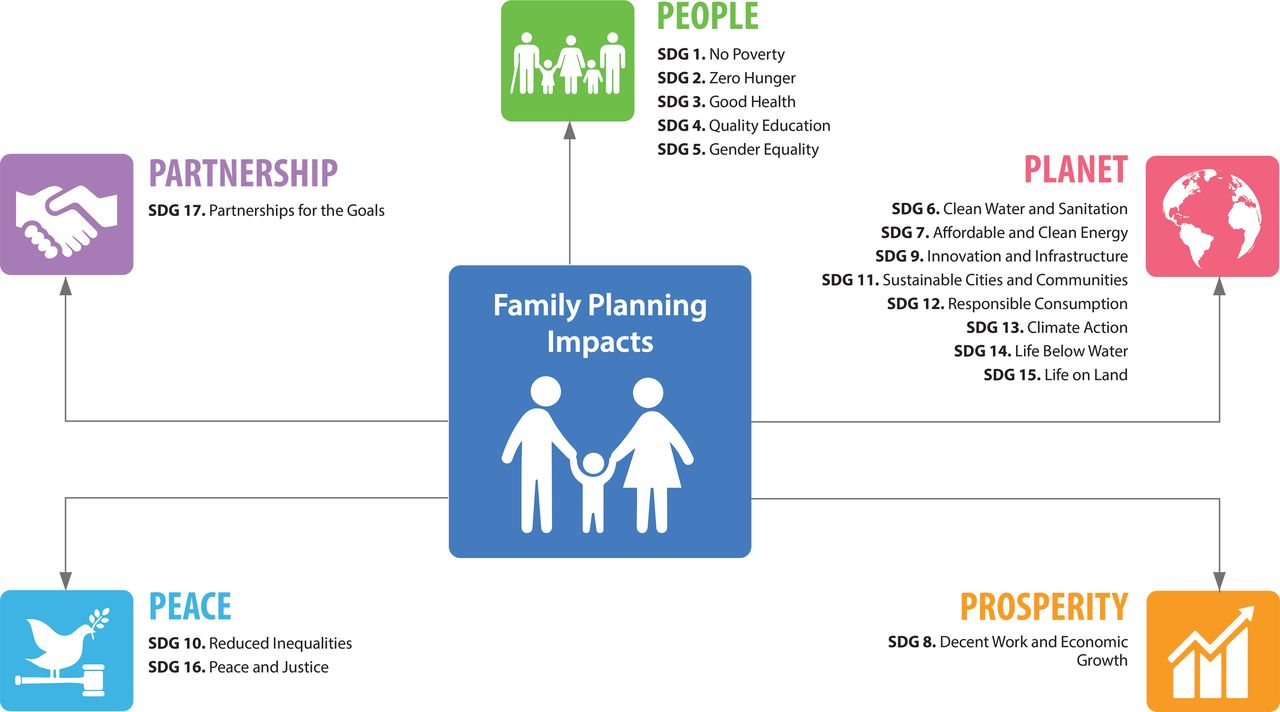 PEOPLE
SDG 1. No Poverty
SDG 2. Zero Hunger
SDG 3. Good Health
SDG 4. Quality Education
SDG 5. Gender Equality
PARTNERSHIP
SDG 17. Partnerships for the Goals
PLANET
SDG 6. Clean Water and Sanitation
SDG 7. Affordable and Clean Energy
SDG 9. Innovation and Infrastructure
SDG 11. Sustainable Cities and Communities
SDG 12. Responsible Consumption
SDG 13. Climate Action
SDG 14. Life Below Water
SDG 15. Life on Land
Family Planning
Impacts
PEACE
SDG 10. Reduced Inequalities
SDG 16. Peace and Justice
PROSPERITY
SDG 8. Decent Work and Economic
Growth